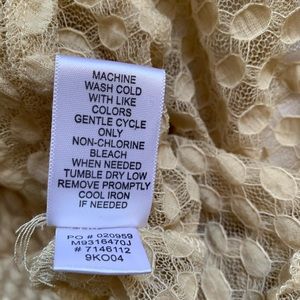 MACHINE
WASH COLD
WITH LIKE
COLORS
GENTLE CYCLE
ONLY
NON-CHLORINE
BLEACH
WHEN NEEDED
TUMBLE DRY LOW
REMOVE PROMPTLY
COOL IRON
IF NEEDED
PO # 020959
M9316470J
# 7146112
9KO04